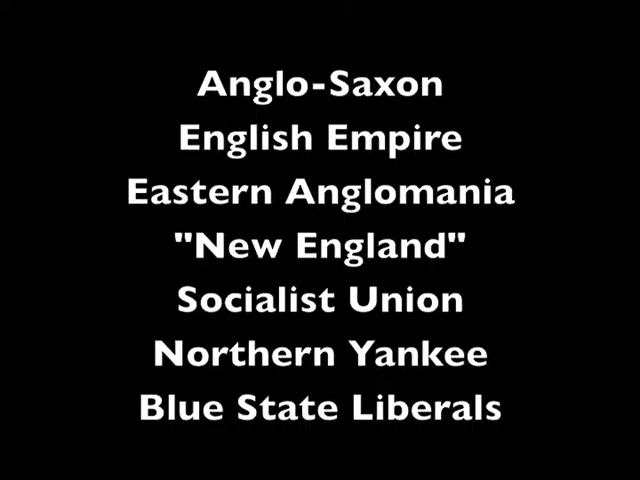 Anglo-Saxon
English Empire
Eastern Anglomania
"New England"
Socialist Union
Northern Yankee
Blue State Liberals